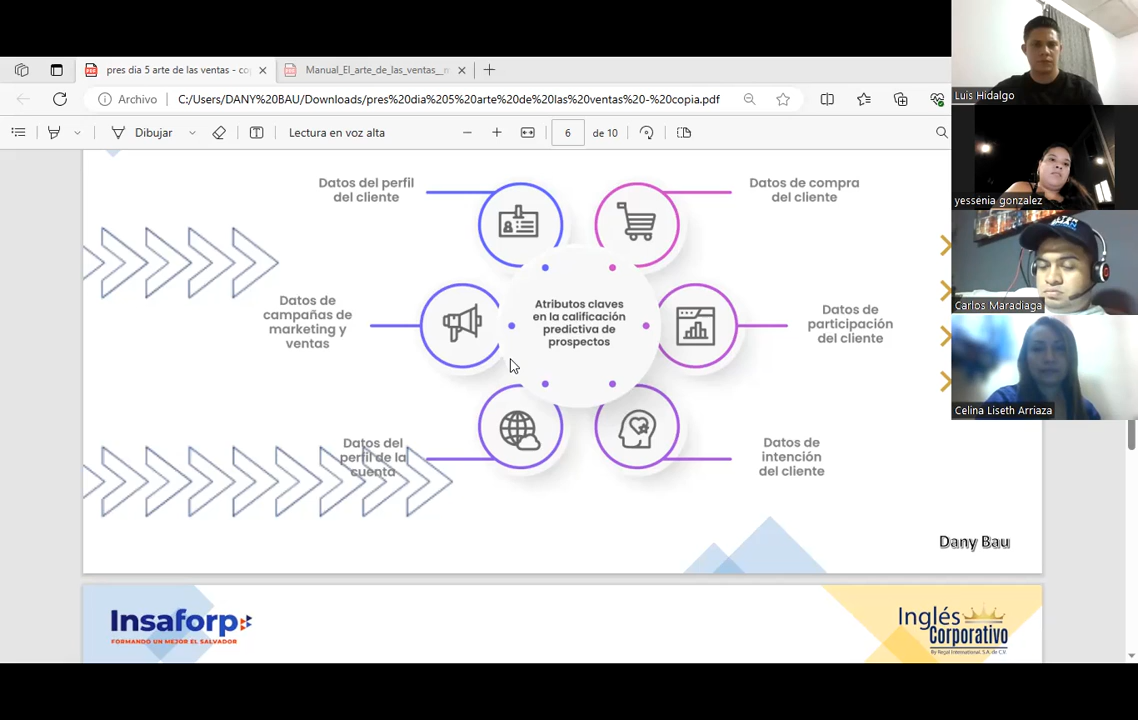 pres dia 5 arte de las ventas - co
Manual_El_arte_de_las_ventas_
Archivo
C:/Users/DANY%20BAU/Downloads/pres%20dia%205%20arte%20de%20las%20ventas%20-%20copia.pdf
Dibujar
Lectura en voz alta
6
de 10
Datos del perfil
del cliente
Datos de compra
del cliente
Datos de
campañas de
marketing y
ventas
Atributos claves
en la calificación
predictiva de
prospectos
Datos de
participación
del cliente
Datos del
perfil de la
cuenta
Datos de
intención
del cliente
Dany Bau
Insaforp
FORMANDO UN MEJOR EL SALVADOR
Inglés
Corporativo
By Regal International, S.A. de C.V.
Luis Hidalgo
yessenia gonzalez
Carlos Maradiaga
Celina Liseth Arriaza